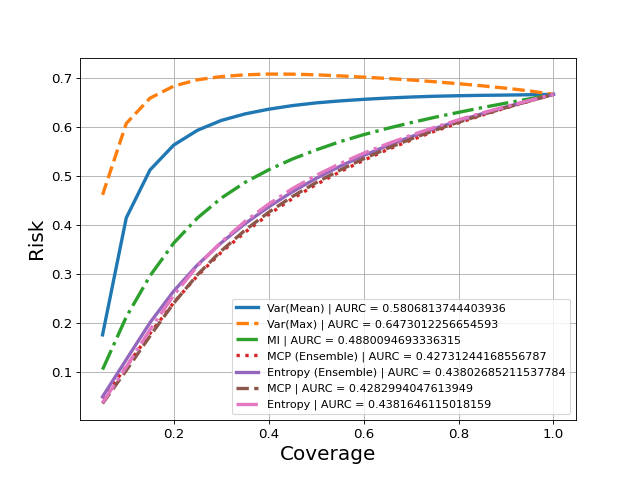 0.7
0.6
0.5
0.4
0.3
0.2
0.1
Risk
Var(Mean) | AURC = 0.5806813744403936
Var(Max) | AURC = 0.6473012256654593
MI | AURC = 0.4880094693336315
MCP (Ensemble) | AURC = 0.42731244168556787
Entropy (Ensemble) | AURC = 0.43802685211537784
MCP | AURC = 0.4282994047613949
Entropy | AURC = 0.4381646115018159
0.2 0.4 0.6 0.8 1.0
Coverage